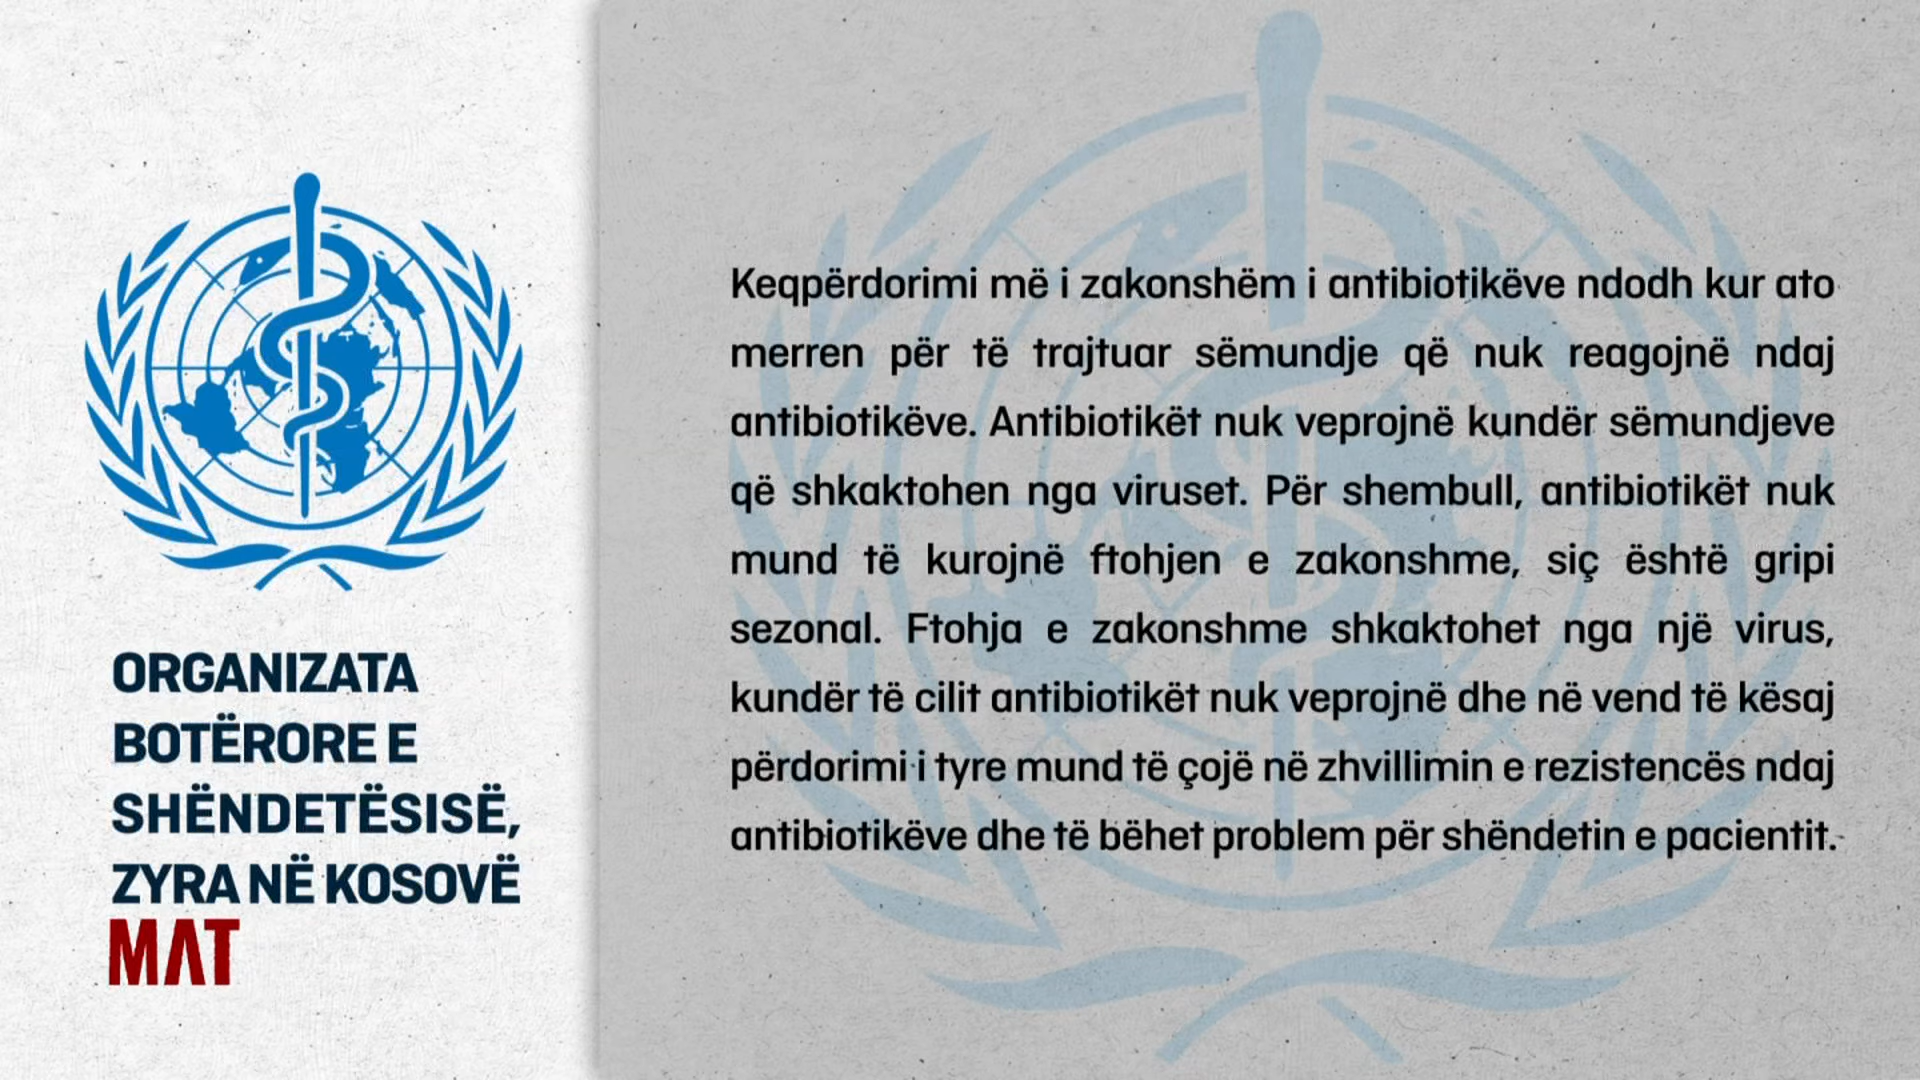 ORGANIZATA
BOTËRORE E
SHËNDETËSISË,
ZYRA NË KOSOVË
MAT
Keqpërdorimi më i zakonshëm i antibiotikëve ndodh kur ato
merren për të trajtuar sëmundje që nuk reagojnë ndaj
antibiotikëve. Antibiotikët nuk veprojnë kundër sëmundjeve
që shkaktohen nga viruset. Për shembull, antibiotikët nuk
mund të kurojnë ftohjen e zakonshme, siç është gripi
sezonal. Ftohja e zakonshme shkaktohet nga një virus,
kundër të cilit antibiotikët nuk veprojnë dhe në vend të kësaj
përdorimi i tyre mund të çojë në zhvillimin e rezistencës ndaj
antibiotikëve dhe të bëhet problem për shëndetin e pacientit.